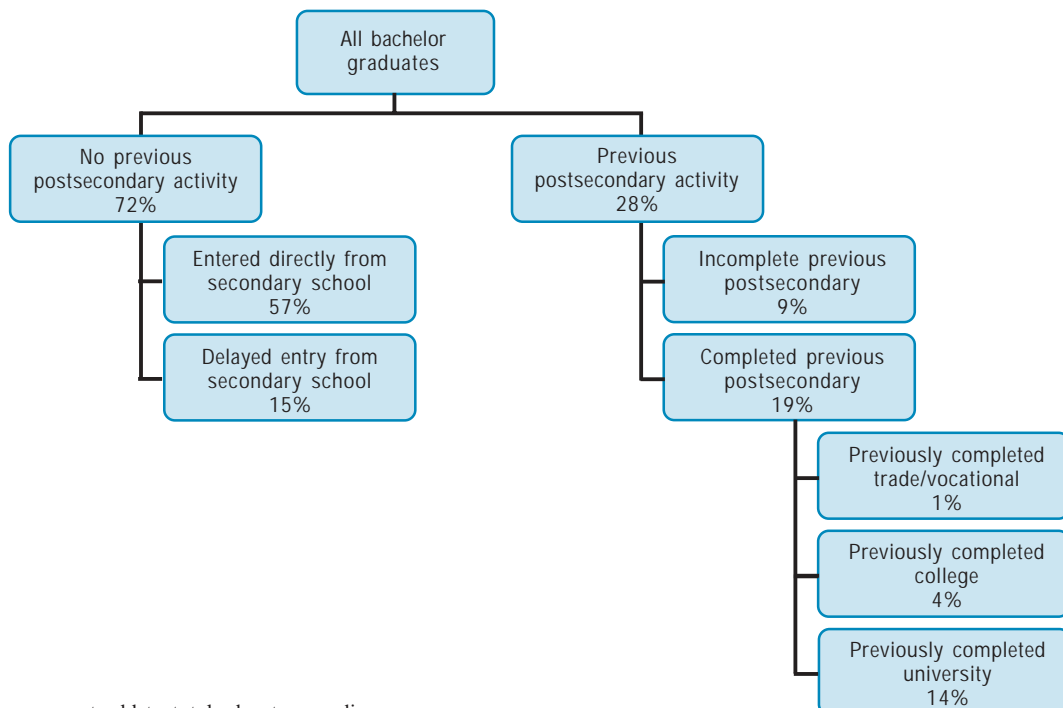 All bachelor
graduates
No previous
postsecondary activity
72%
Entered directly from
secondary school
57%
Delayed entry from
secondary school
15%
Previous
postsecondary activity
28%
Incomplete previous
postsecondary
9%
Completed previous
postsecondary
19%
Previously completed
trade/vocational
1%
Previously completed
college
4%
Previously completed
university
14%